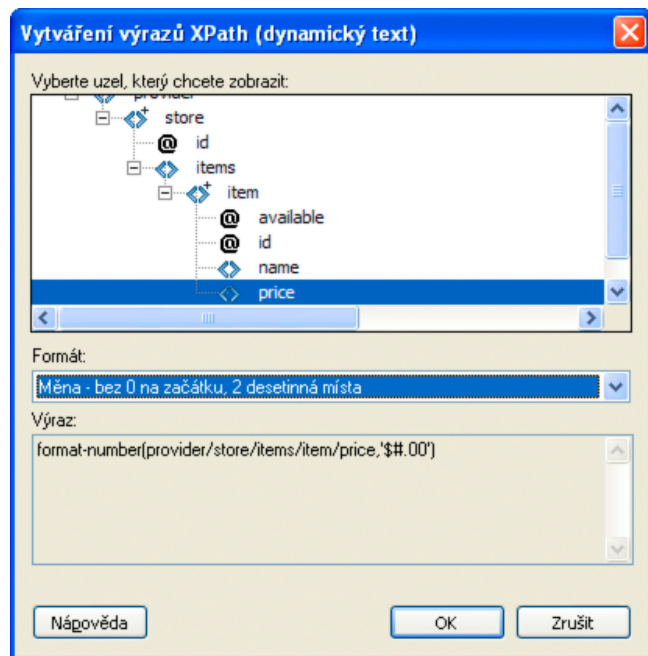 Vytváření výrazů XPath (dynamický text)
Vyberte uzel, který chcete zobrazit:
provider
store
@ id
items
item
@ available
@ id
name
price
Formát:
Měna - bez 0 na začátku, 2 desetinná místa
Výraz:
format-number(provider/store/items/item/price,'$#.00')
Nápověda OK Zrušit